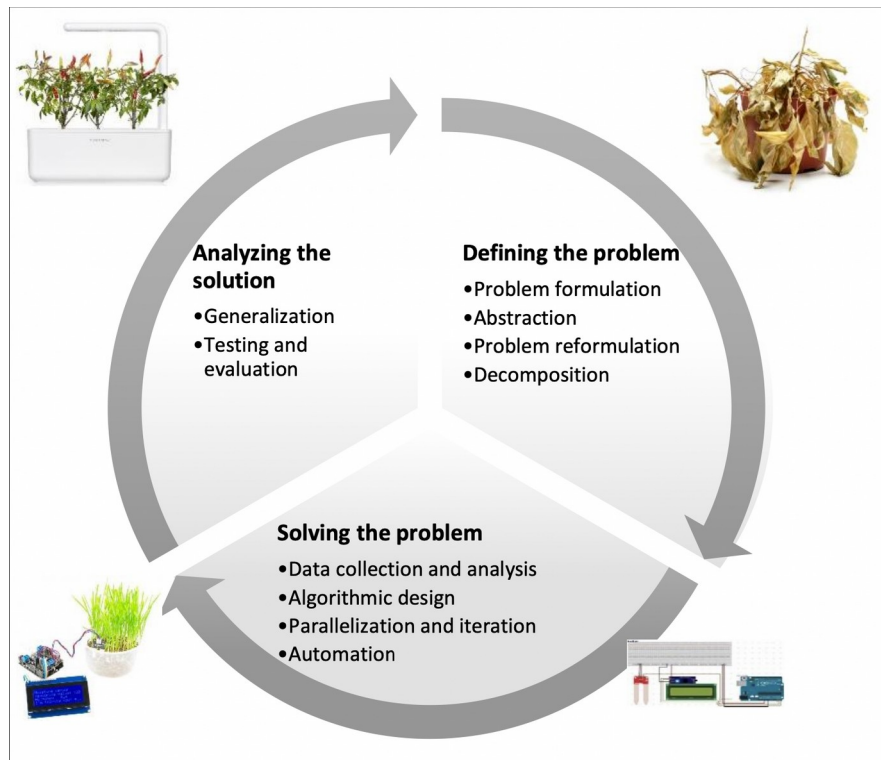 Analyzing the
solution
•Generalization
•Testing and
evaluation
Defining the problem
•Problem formulation
•Abstraction
•Problem reformulation
•Decomposition
Solving the problem
•Data collection and analysis
•Algorithmic design
•Parallelization and iteration
•Automation